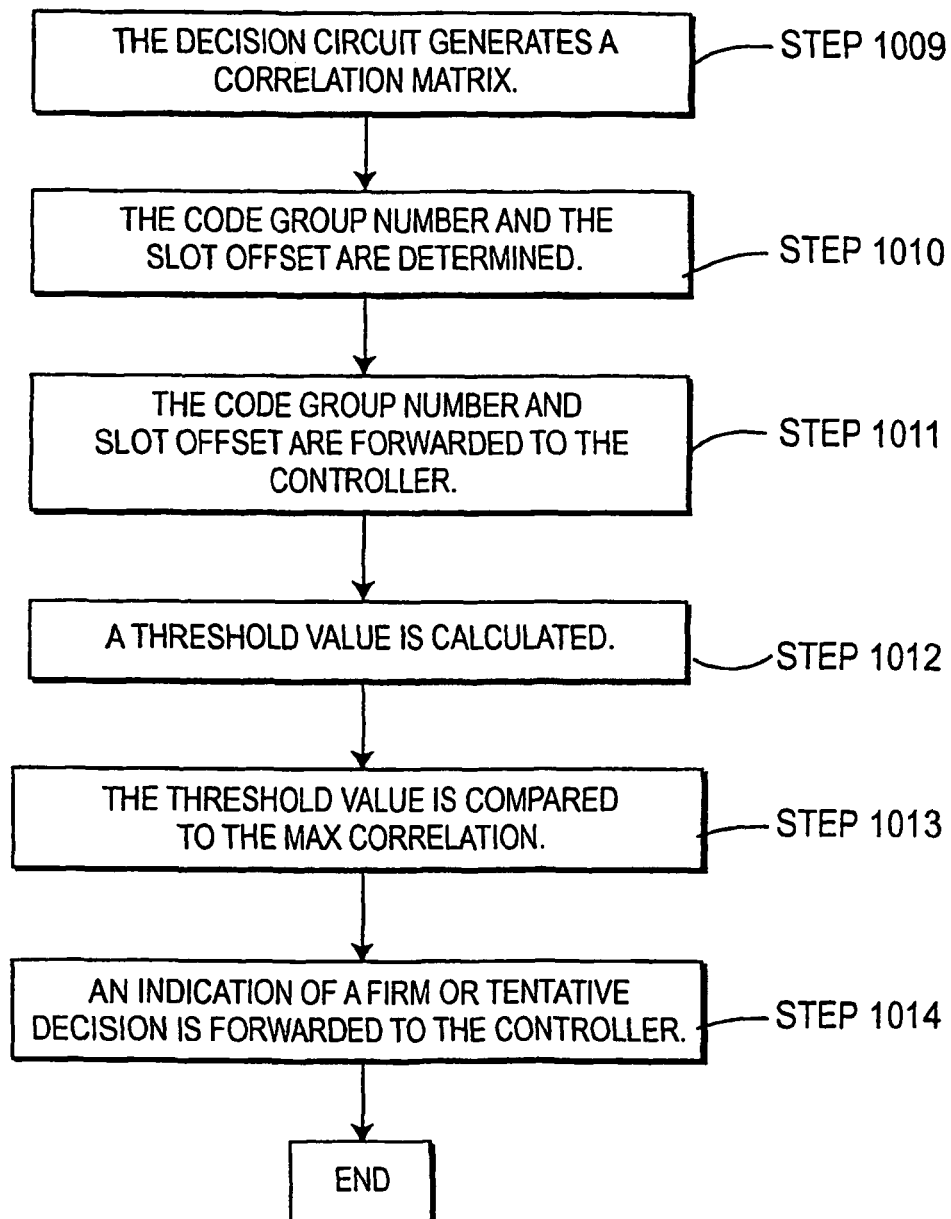 THE DECISION CIRCUIT GENERATES A
CORRELATION MATRIX.
STEP 1009
THE CODE GROUP NUMBER AND THE
SLOT OFFSET ARE DETERMINED.
STEP 1010
THE CODE GROUP NUMBER AND
SLOT OFFSET ARE FORWARDED TO THE
CONTROLLER.
STEP 1011
A THRESHOLD VALUE IS CALCULATED.
STEP 1012
THE THRESHOLD VALUE IS COMPARED
TO THE MAX CORRELATION.
STEP 1013
AN INDICATION OF A FIRM OR TENTATIVE
DECISION IS FORWARDED TO THE CONTROLLER.
STEP 1014
END